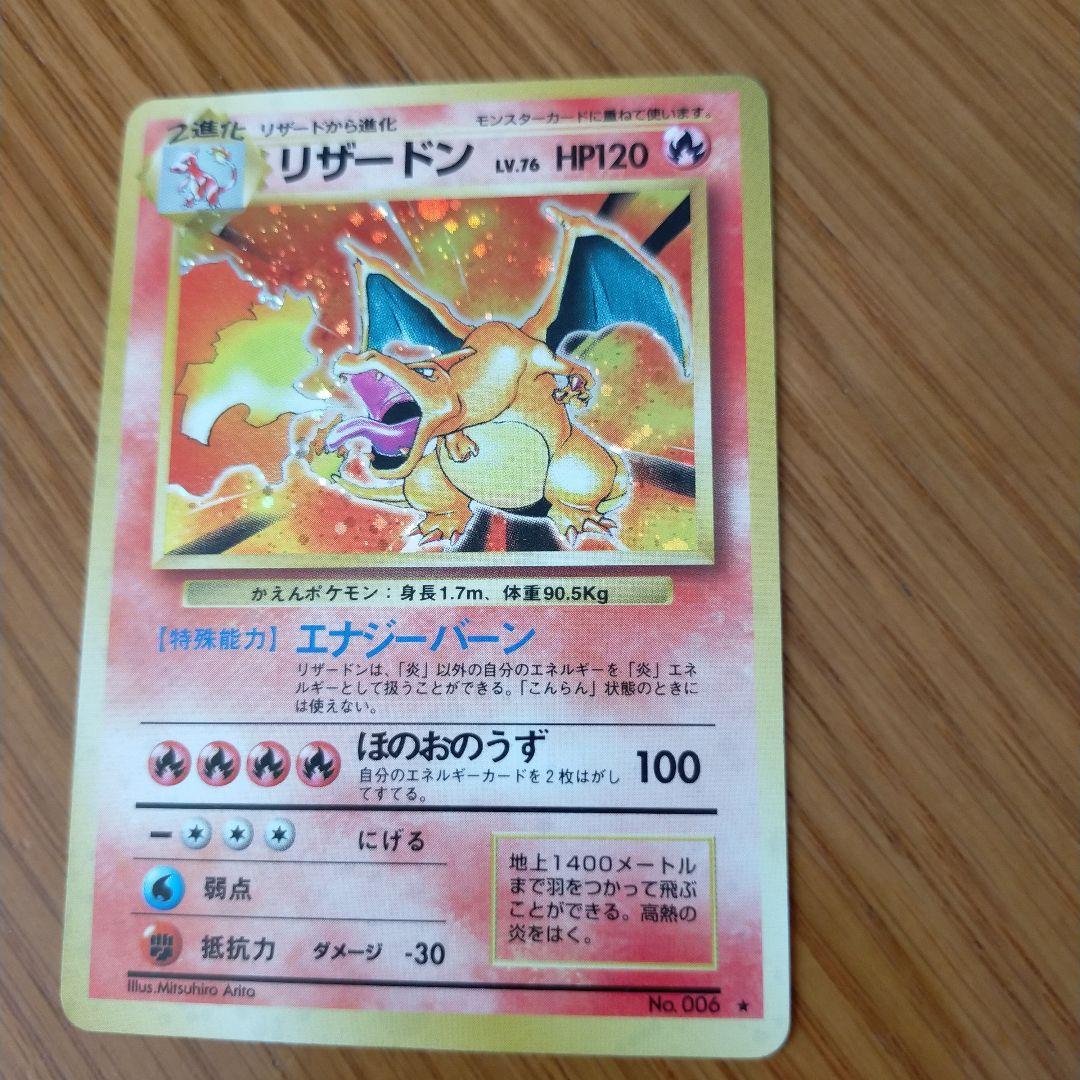 2進化 リザードから進化 モンスターカードに重ねて使います。
リザードン LV.76 HP120
かえんポケモン：身長1.7m、体重90.5Kg
【特殊能力】エナジーバーン
リザードンは、「炎」以外の自分のエネルギーを「炎」エネ
ルギーとして扱うことができる。「こんらん」状態のときに
は使えない。
ほのおのうず 100
自分のエネルギーカードを2枚はがし
てすてる。
にげる
弱点
抵抗力 ダメージ -30
地上1400メートル
まで羽をつかって飛ぶ
ことができる。高熱の
炎をはく。
Illus.Mitsuhiro Arita
No. 006 ★